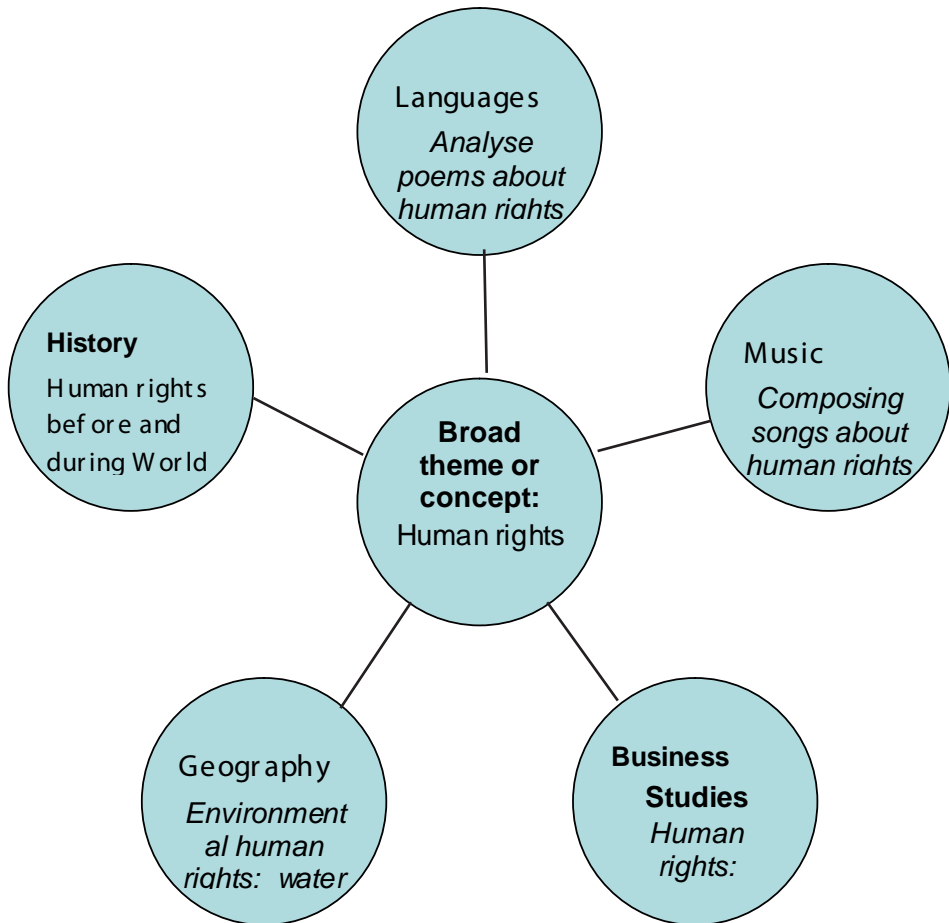 Languages
Analyse
poems about
human rights
History
Human rights
before and
during World
Music
Composing
songs about
human rights
Broad
theme or
concept:
Human rights
Geography
Environment
al human
rights: water
Business
Studies
Human
rights: